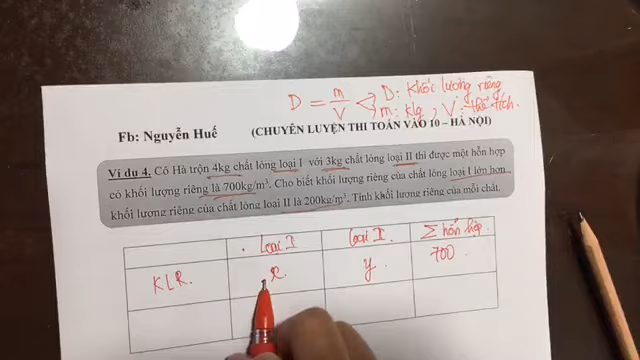 D = m/V D: Khối lượng riêng
m: klg, V: thể tích.
Fb: Nguyễn Huế (CHUYÊN LUYỆN THI TOÁN VÀO 10 – HÀ NỘI)
Ví dụ 4. Cô Hà trộn 4kg chất lỏng loại I với 3kg chất lỏng loại II thì được một hỗn hợp
có khối lượng riêng là 700kg/m³. Cho biết khối lượng riêng của chất lỏng loại I lớn hơn
khối lượng riêng của chất lỏng loại II là 200kg/m³. Tính khối lượng riêng của mỗi chất.
loại I loại II. Σ hỗn hợp.
KLR. x. y. 700.